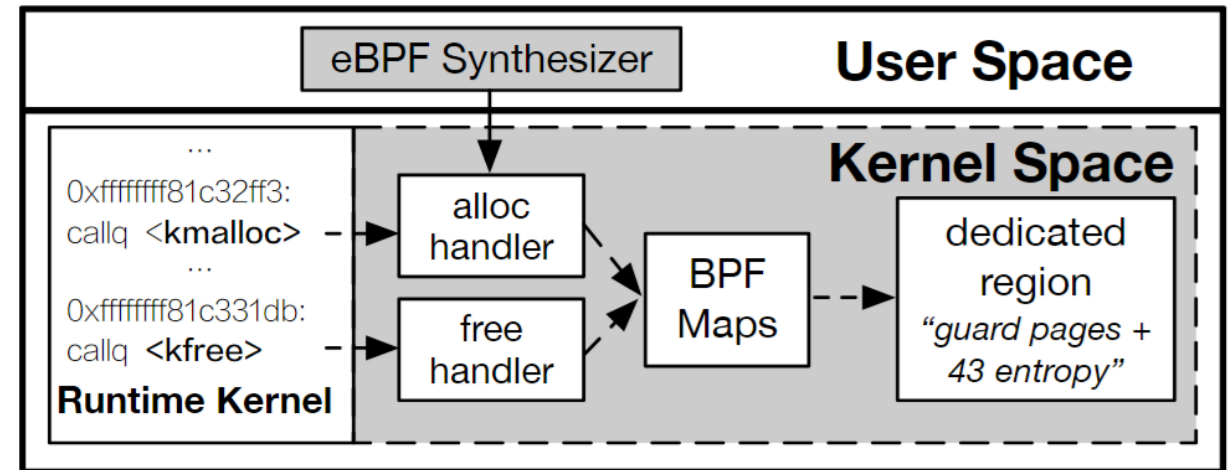 eBPF Synthesizer
User Space
Kernel Space
...
0xffffffff81c32ff3:
callq <kmalloc>
...
0xffffffff81c331db:
callq <kfree>
Runtime Kernel
alloc
handler
free
handler
BPF
Maps
dedicated
region
“guard pages +
43 entropy”